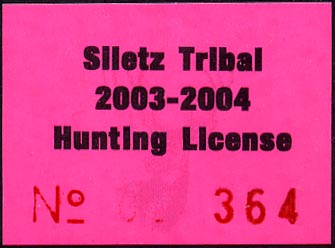 Siletz Tribal
2003-2004
Hunting License
No 364